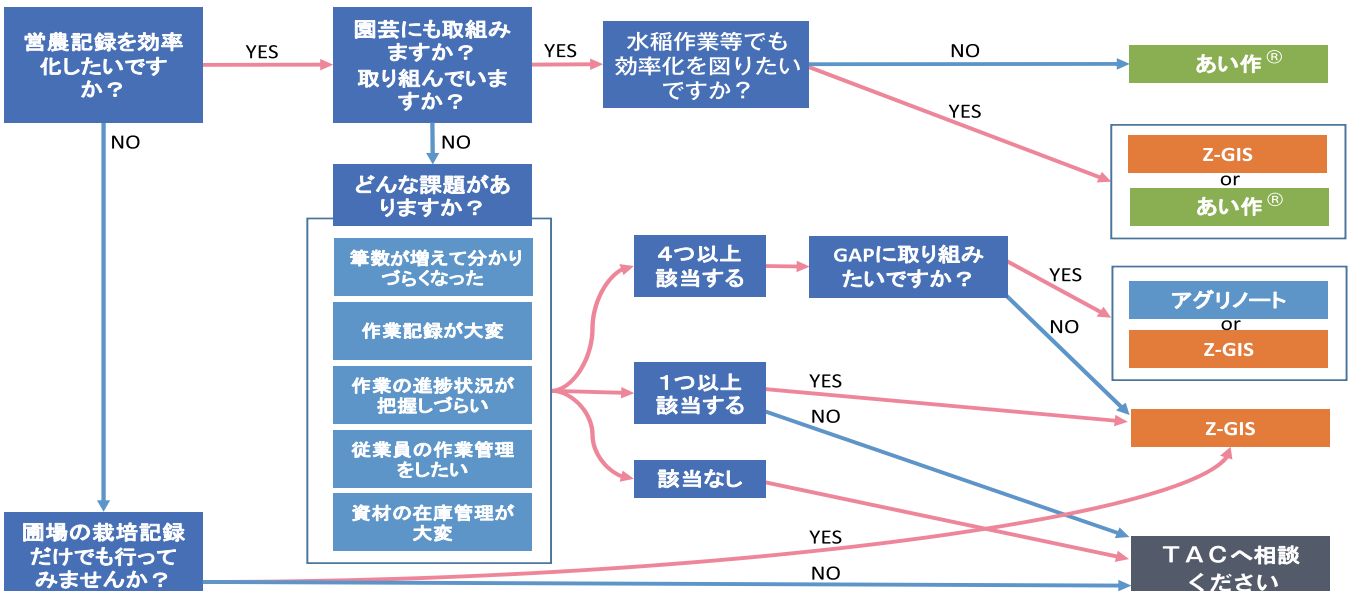 営農記録を効率
化したいです
か？
YES
園芸にも取組み
ますか？
取り組んでいま
すか？
YES
水稲作業等でも
効率化を図りたい
ですか？
NO
あい作®
YES
Z-GIS
or
あい作®
NO
NO
どんな課題があ
りますか？
筆数が増えて分かり
づらくなった
作業記録が大変
作業の進捗状況が
把握しづらい
従業員の作業管理
をしたい
資材の在庫管理が
大変
4つ以上
該当する
GAPに取り組み
たいですか？
YES
アグリノート
or
Z-GIS
NO
1つ以上
該当する
YES
NO
Z-GIS
該当なし
圃場の栽培記録
だけでも行って
みませんか？
YES
NO
TACへ相談
ください